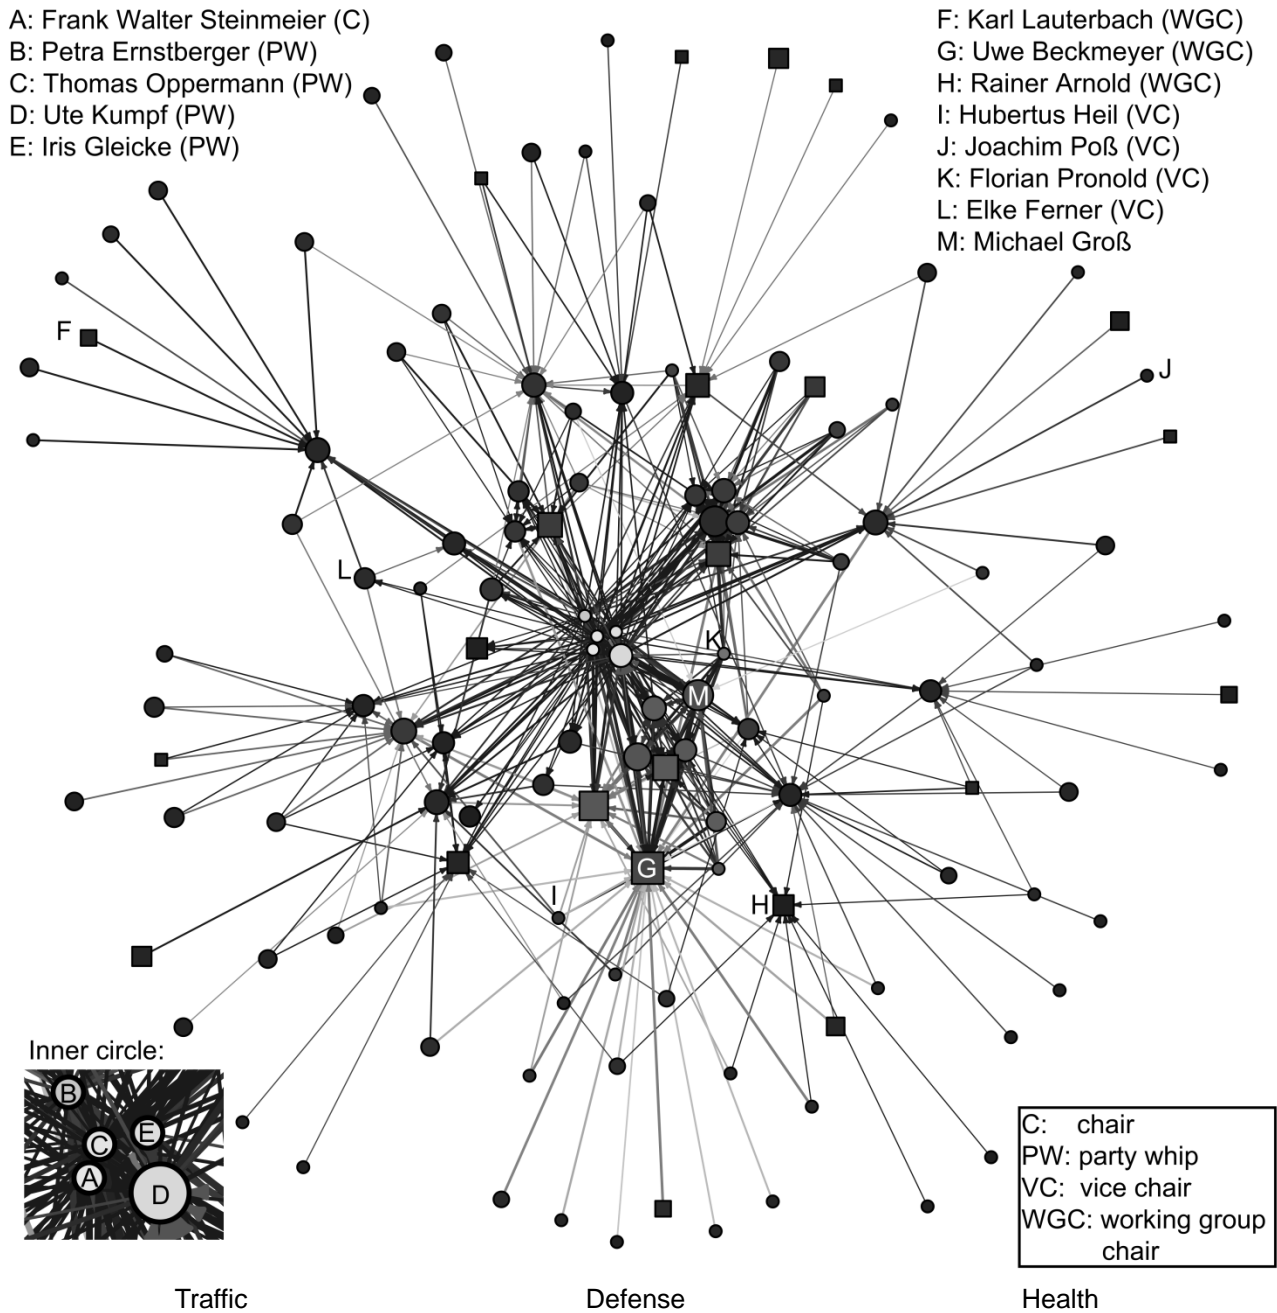 A: Frank Walter Steinmeier (C)
B: Petra Ernstberger (PW)
C: Thomas Oppermann (PW)
D: Ute Kumpf (PW)
E: Iris Gleicke (PW)
F: Karl Lauterbach (WGC)
G: Uwe Beckmeyer (WGC)
H: Rainer Arnold (WGC)
I: Hubertus Heil (VC)
J: Joachim Poß (VC)
K: Florian Pronold (VC)
L: Elke Ferner (VC)
M: Michael Groß
F
J
L
K
M
G
I
H
Inner circle:
B
E
C
A
D
C: chair
PW: party whip
VC: vice chair
WGC: working group
chair
Traffic
Defense
Health